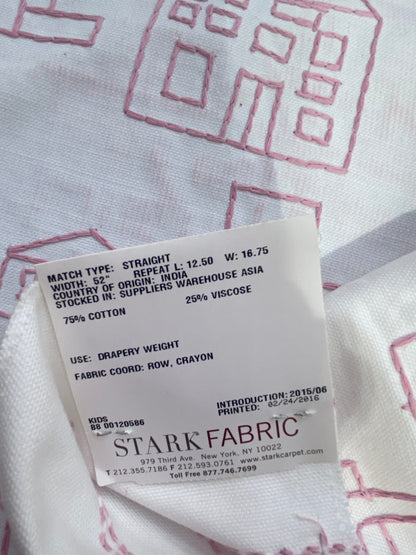 MATCH TYPE: STRAIGHT
WIDTH: 52" REPEAT L: 12.50 W: 16.75
COUNTRY OF ORIGIN: INDIA
STOCKED IN: SUPPLIERS WAREHOUSE ASIA
75% COTTON 25% VISCOSE
USE: DRAPERY WEIGHT
FABRIC COORD: ROW, CRAYON
KIDS INTRODUCTION: 2015/06
BB 00120586 PRINTED: 02/24/2016
STARK FABRIC
979 Third Ave. New York, NY 10022
T 212.355.7186 F 212.593.0761 www.starkcarpet.com
Toll Free 877.746.7699